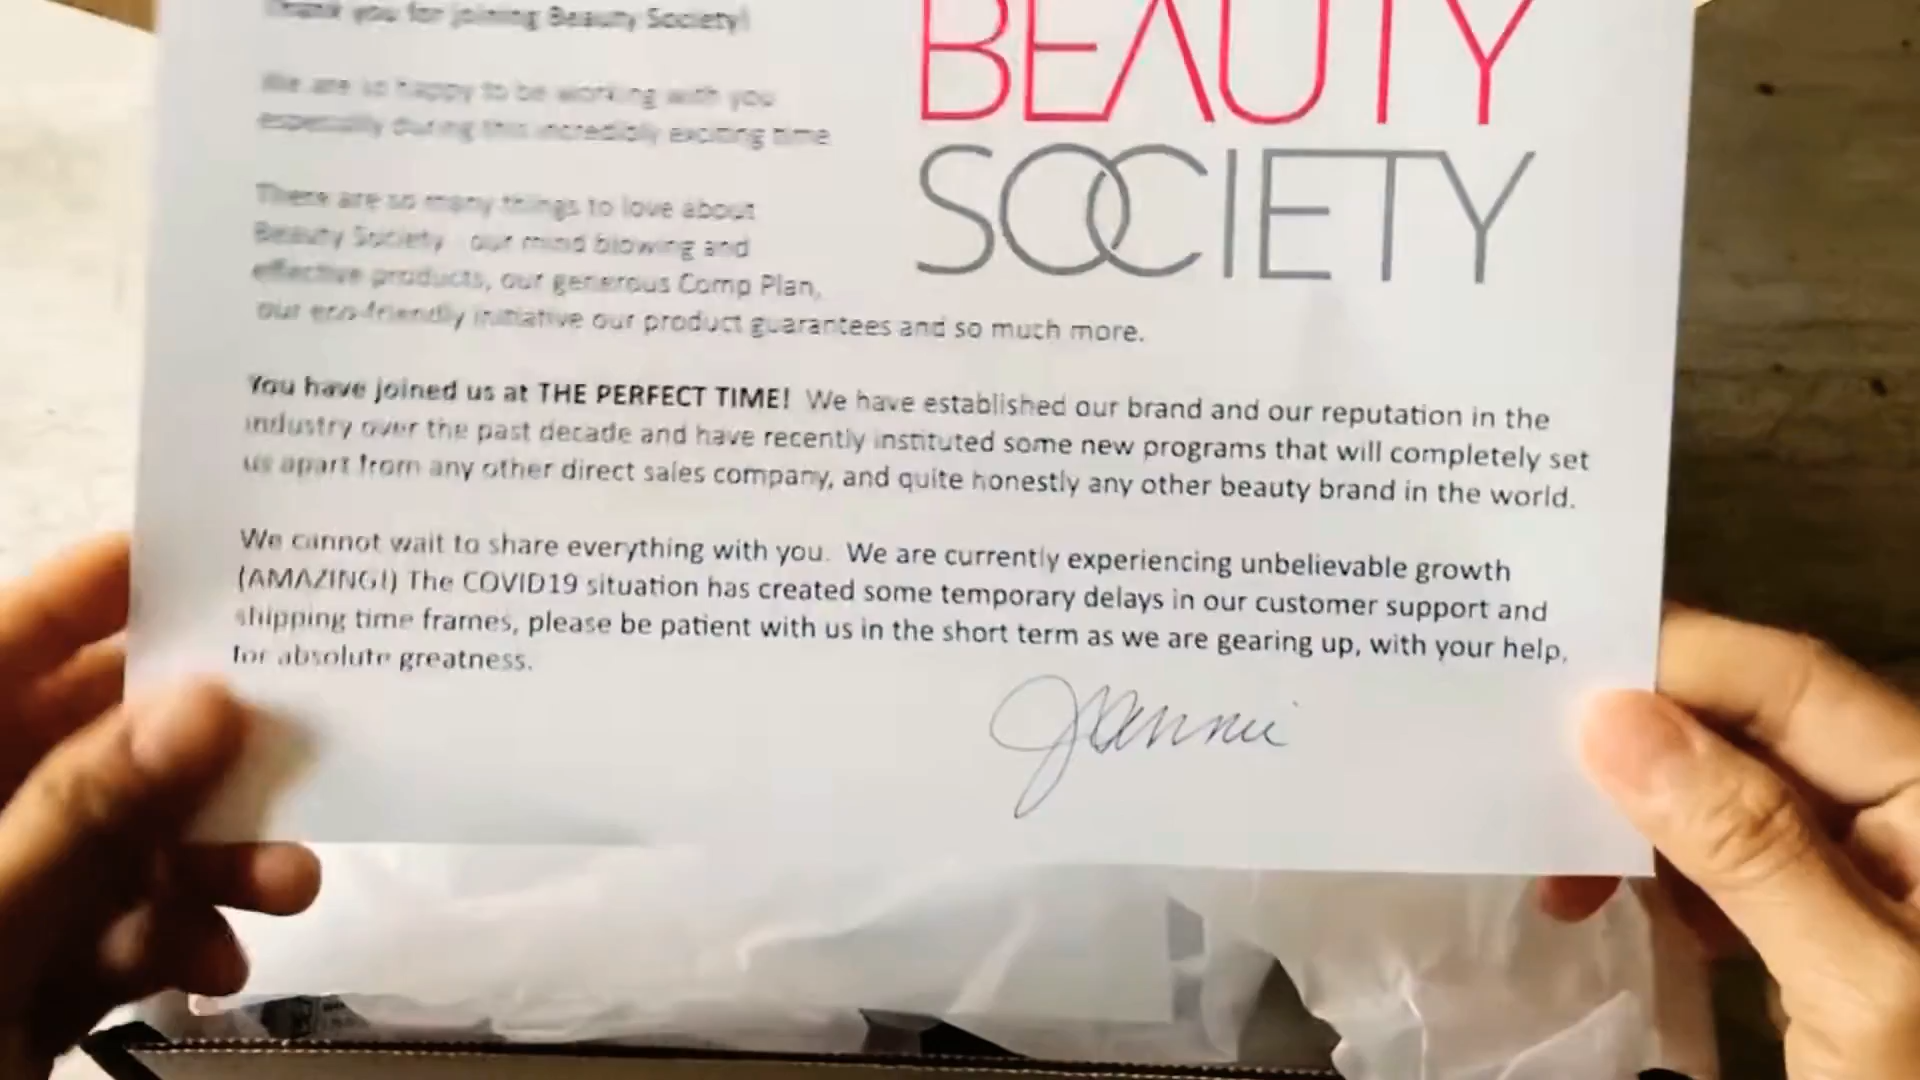 Thank you for joining Beauty Society!
BEAUTY
SOCIETY
We are so happy to be working with you
especially during this incredibly exciting time
There are so many things to love about
Beauty Society our mind blowing and
effective products, our generous Comp Plan,
our eco-friendly initiative our product guarantees and so much more.
You have joined us at THE PERFECT TIME! We have established our brand and our reputation in the
industry over the past decade and have recently instituted some new programs that will completely set
us apart from any other direct sales company, and quite honestly any other beauty brand in the world.
We cannot wait to share everything with you. We are currently experiencing unbelievable growth
(AMAZING!) The COVID19 situation has created some temporary delays in our customer support and
shipping time frames, please be patient with us in the short term as we are gearing up, with your help,
for absolute greatness.
Jannie